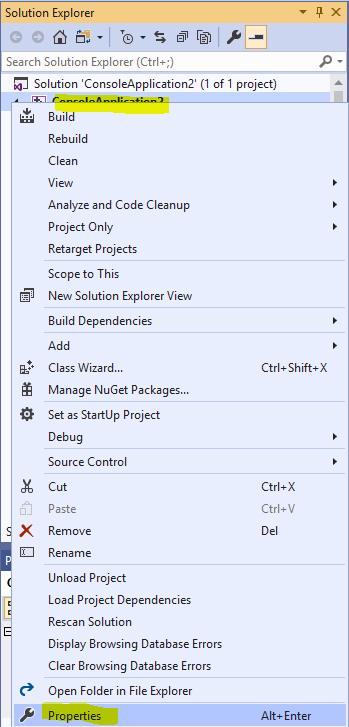 Solution Explorer
Search Solution Explorer (Ctrl+;)
Solution 'ConsoleApplication2' (1 of 1 project)
ConsoleApplication2
Build
Rebuild
Clean
View
Analyze and Code Cleanup
Project Only
Retarget Projects
Scope to This
New Solution Explorer View
Build Dependencies
Add
Class Wizard... Ctrl+Shift+X
Manage NuGet Packages...
Set as StartUp Project
Debug
Source Control
Cut Ctrl+X
Paste Ctrl+V
Remove Del
Rename
Unload Project
Load Project Dependencies
Rescan Solution
Display Browsing Database Errors
Clear Browsing Database Errors
Open Folder in File Explorer
Properties Alt+Enter